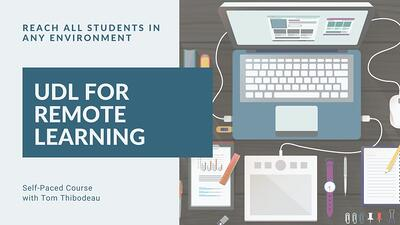 REACH ALL STUDENTS IN
ANY ENVIRONMENT
UDL FOR
REMOTE
LEARNING
Self-Paced Course
with Tom Thibodeau